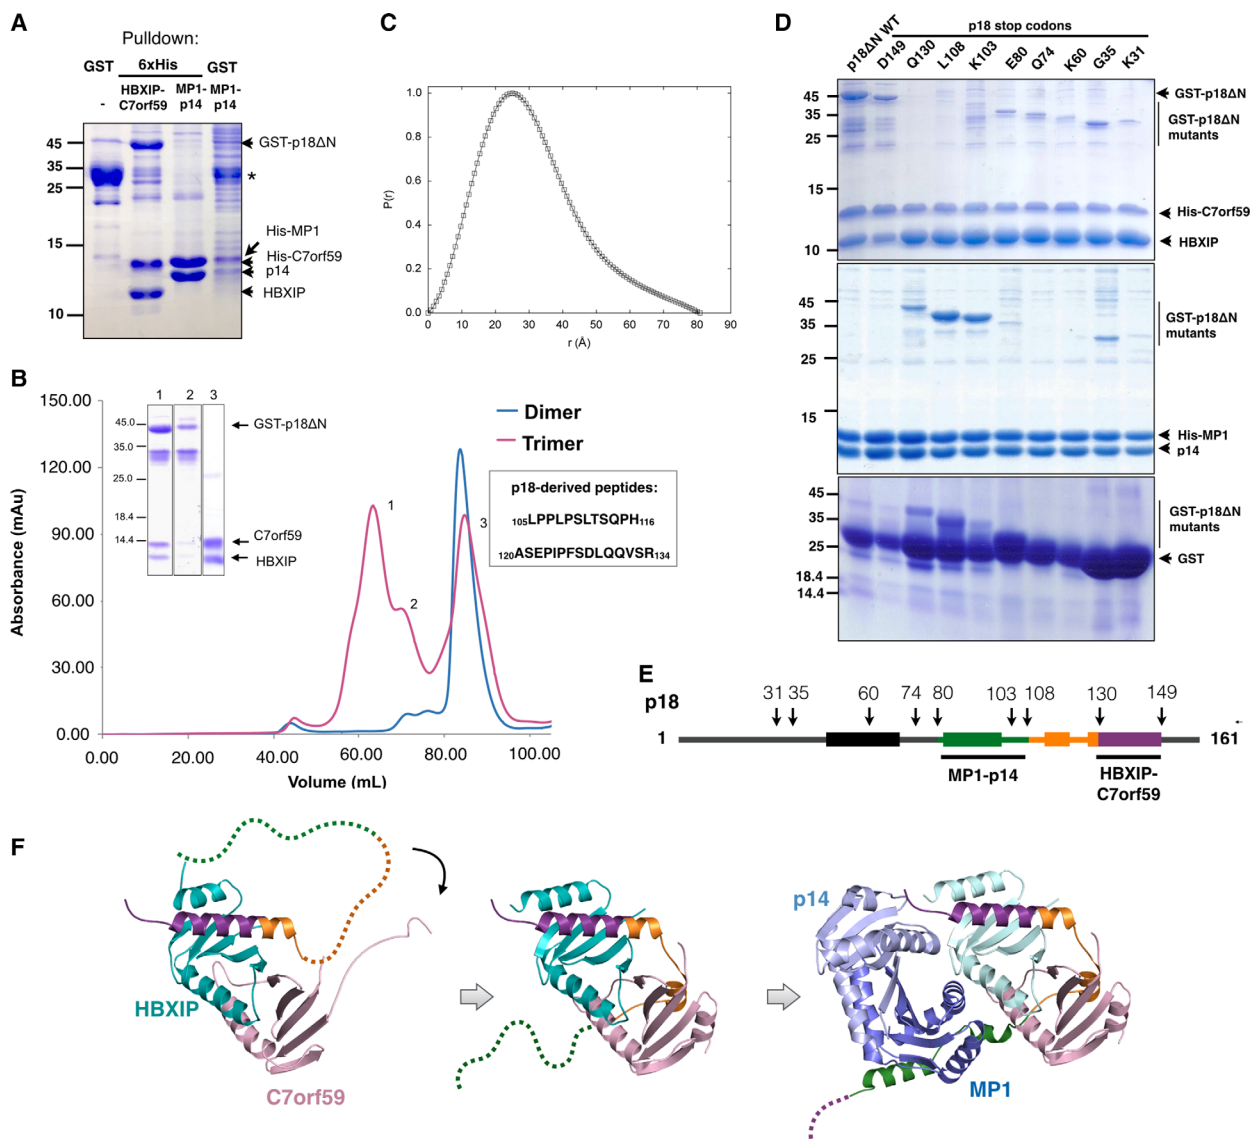 A
Pulldown:
GST 6xHis GST
HBXIP- MP1- MP1-
- C7orf59 p14 p14
45
35
25
15
10
GST-p18ΔN
*
His-MP1
His-C7orf59
p14
HBXIP
C
1.0
0.8
0.6
0.4
0.2
0.0
P(r)
0 10 20 30 40 50 60 70 80 90
r (Å)
D
p18 stop codons
p18ΔN WT D149 Q130 L108 K103 E80 Q74 K60 G35 K31
45
35
25
15
10
GST-p18ΔN
GST-p18ΔN
mutants
His-C7orf59
HBXIP
45
35
25
15
GST-p18ΔN
mutants
His-MP1
p14
45
35
25
18.4
14.4
GST-p18ΔN
mutants
GST
B
150.00
120.00
90.00
60.00
30.00
0.00
Absorbance (mAu)
0.00 20.00 40.00 60.00 80.00 100.00
Volume (mL)
1 2 3
45.0
35.0
25.0
18.4
14.4
GST-p18ΔN
C7orf59
HBXIP
1
2
3
Dimer
Trimer
p18-derived peptides:
105LPPLPSLTSQPH116
120ASEPIPFSDLQQVSR134
E
p18
31 35 60 74 80 103 108 130 149
1 161
MP1-p14 HBXIP-
C7orf59
F
HBXIP
C7orf59
p14
MP1